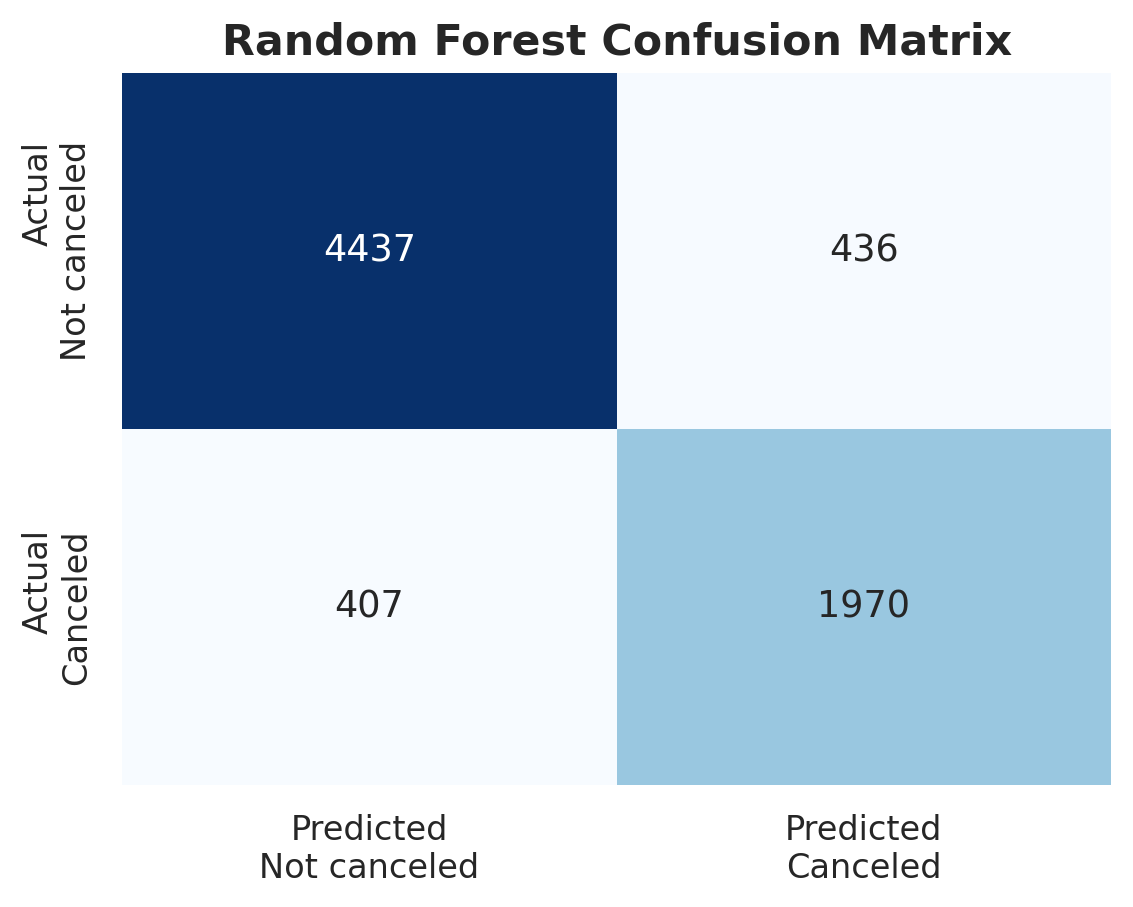 Random Forest Confusion Matrix
Actual
Not canceled
4437
436
Actual
Canceled
407
1970
Predicted
Not canceled
Predicted
Canceled